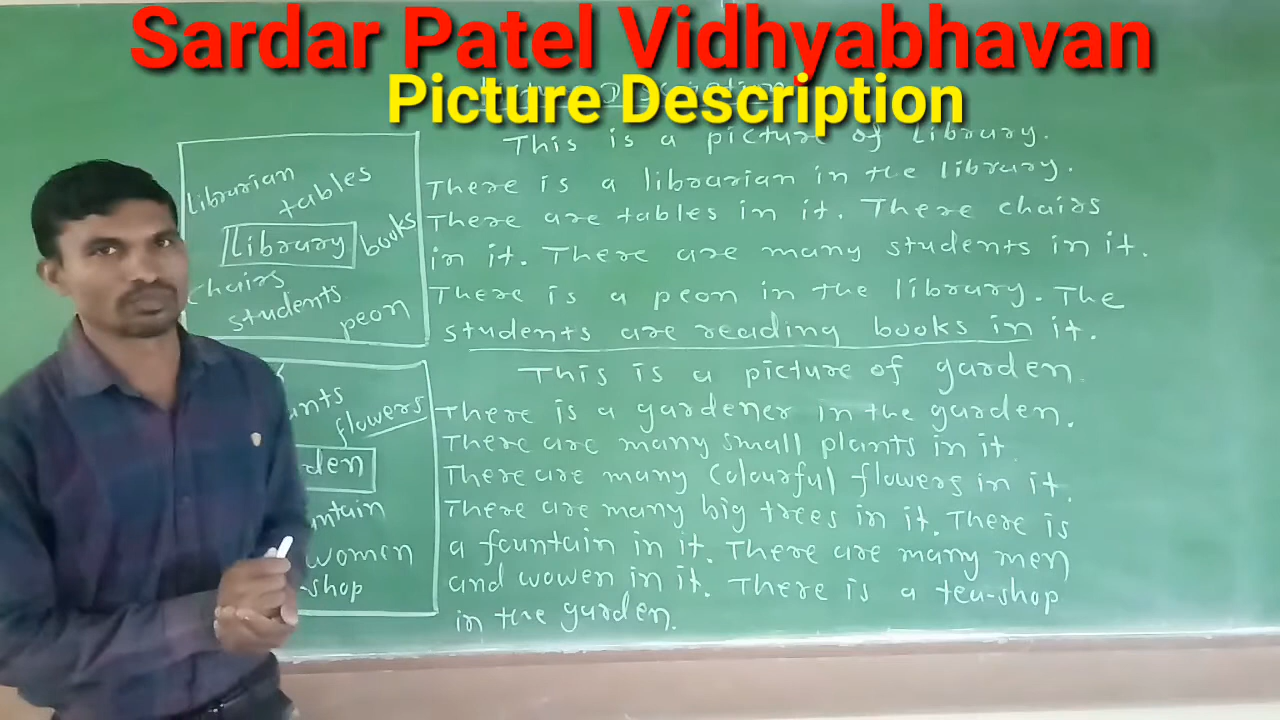 Sardar Patel Vidhyabhavan
Picture Description
librarian
tables
library
books
chairs
students
peon
This is a picture of library.
There is a librarian in the library.
There are tables in it. There chairs
in it. There are many students in it.
There is a peon in the library. The
students are reading books in it.
flowers
women
This is a picture of garden.
There is a gardener in the garden.
There are many small plants in it.
There are many colourful flowers in it.
There are many big trees in it. There is
a fountain in it. There are many men
and wowen in it. There is a tea-shop
in the garden.